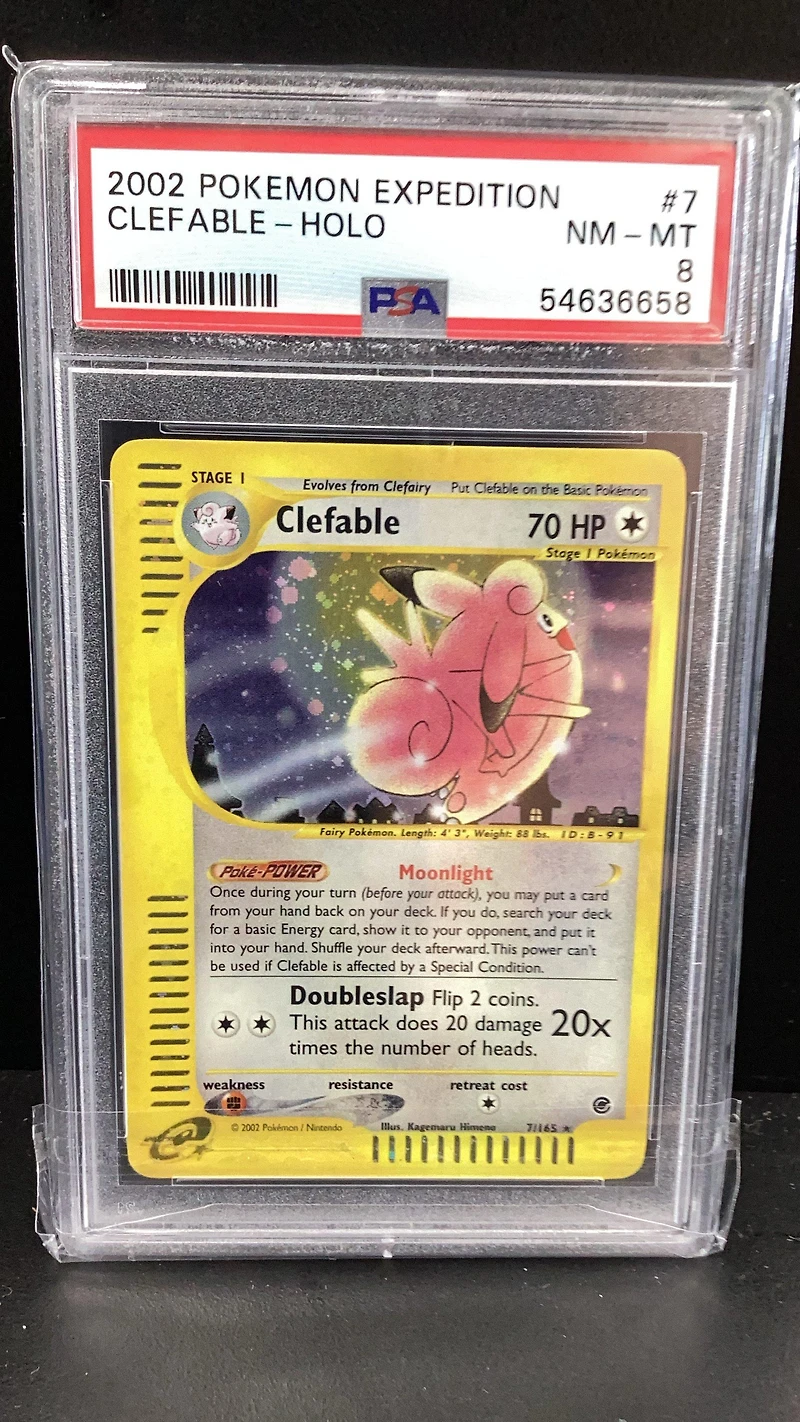 2002 POKEMON EXPEDITION #7
CLEFABLE – HOLO NM – MT
8
PSA 54636658
STAGE 1 Evolves from Clefairy Put Clefable on the Basic Pokémon
Clefable 70 HP
Stage 1 Pokémon
Fairy Pokémon. Length: 4' 3", Weight: 88 lbs. ID: B-91
Poké-POWER Moonlight
Once during your turn (before your attack), you may put a card
from your hand back on your deck. If you do, search your deck
for a basic Energy card, show it to your opponent, and put it
into your hand. Shuffle your deck afterward. This power can't
be used if Clefable is affected by a Special Condition.
Doubleslap Flip 2 coins.
This attack does 20 damage 20x
times the number of heads.
weakness resistance retreat cost
© 2002 Pokémon / Nintendo Illus. Kagemaru Himeno 7/165 ★